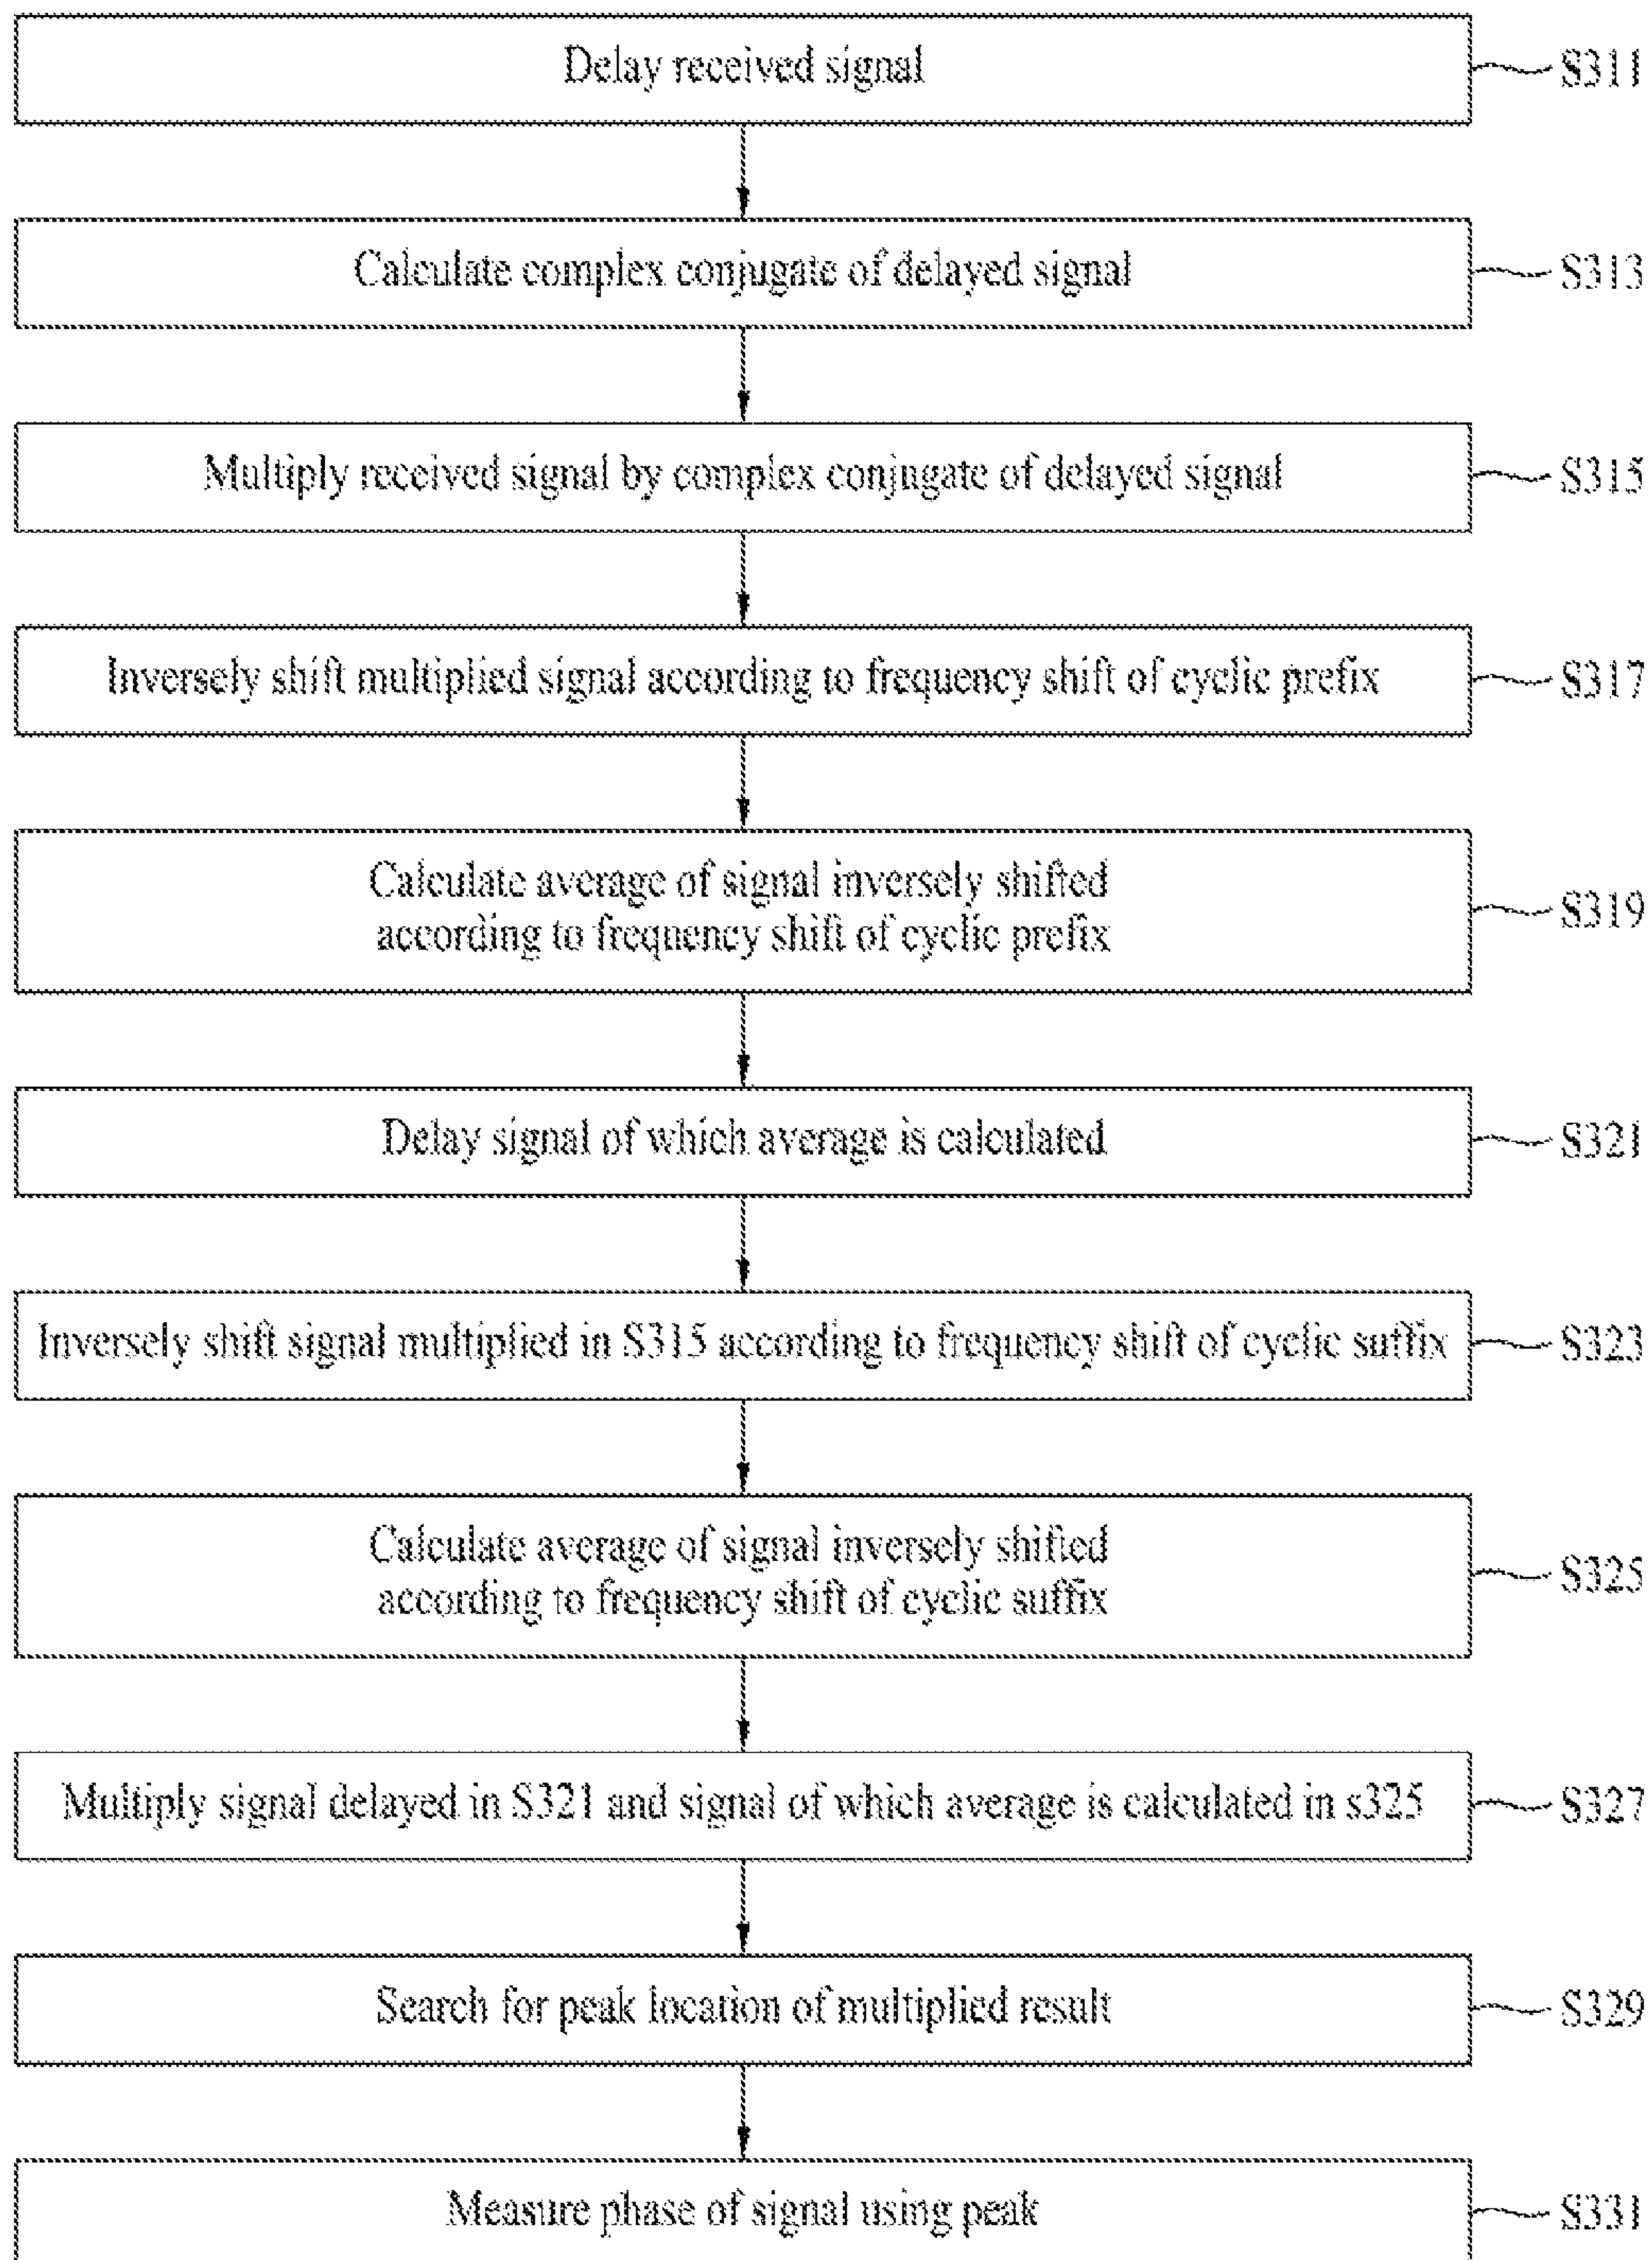 Delay received signal
S311
Calculate complex conjugate of delayed signal
S313
Multiply received signal by complex conjugate of delayed signal
S315
Inversely shift multiplied signal according to frequency shift of cyclic prefix
S317
Calculate average of signal inversely shifted
according to frequency shift of cyclic prefix
S319
Delay signal of which average is calculated
S321
Inversely shift signal multiplied in S315 according to frequency shift of cyclic suffix
S323
Calculate average of signal inversely shifted
according to frequency shift of cyclic suffix
S325
Multiply signal delayed in S321 and signal of which average is calculated in s325
S327
Search for peak location of multiplied result
S329
Measure phase of signal using peak
S331